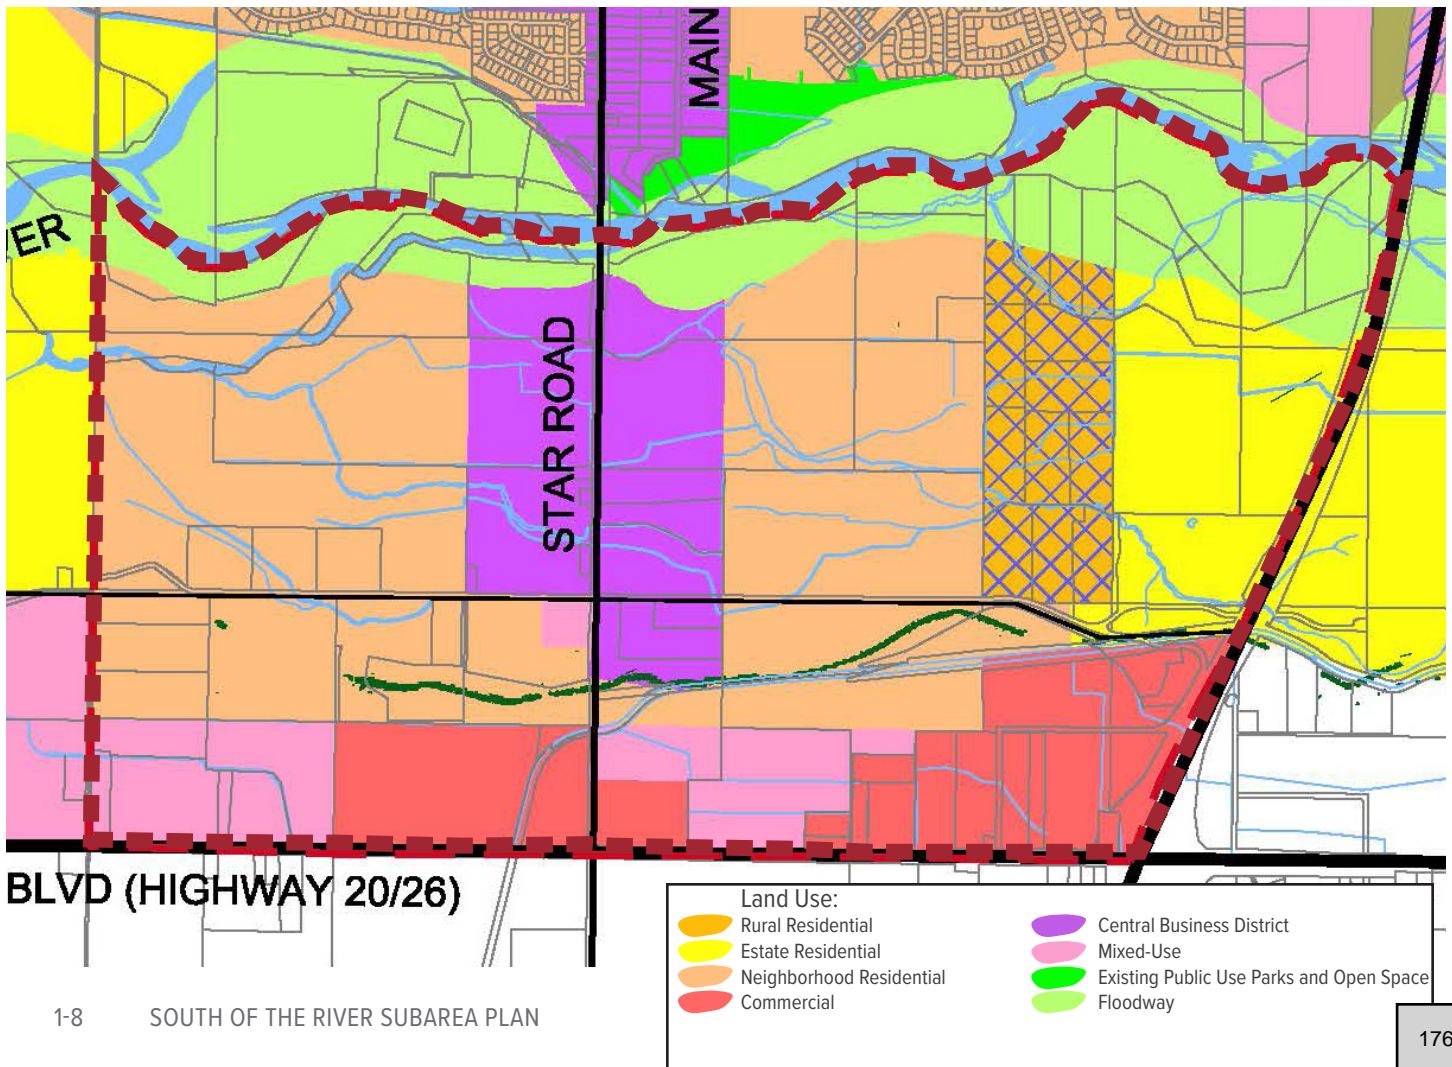 MAIN
ER
STAR ROAD
BLVD (HIGHWAY 20/26)
Land Use:
Rural Residential
Estate Residential
Neighborhood Residential
Commercial
Central Business District
Mixed-Use
Existing Public Use Parks and Open Space
Floodway
1-8 SOUTH OF THE RIVER SUBAREA PLAN
176